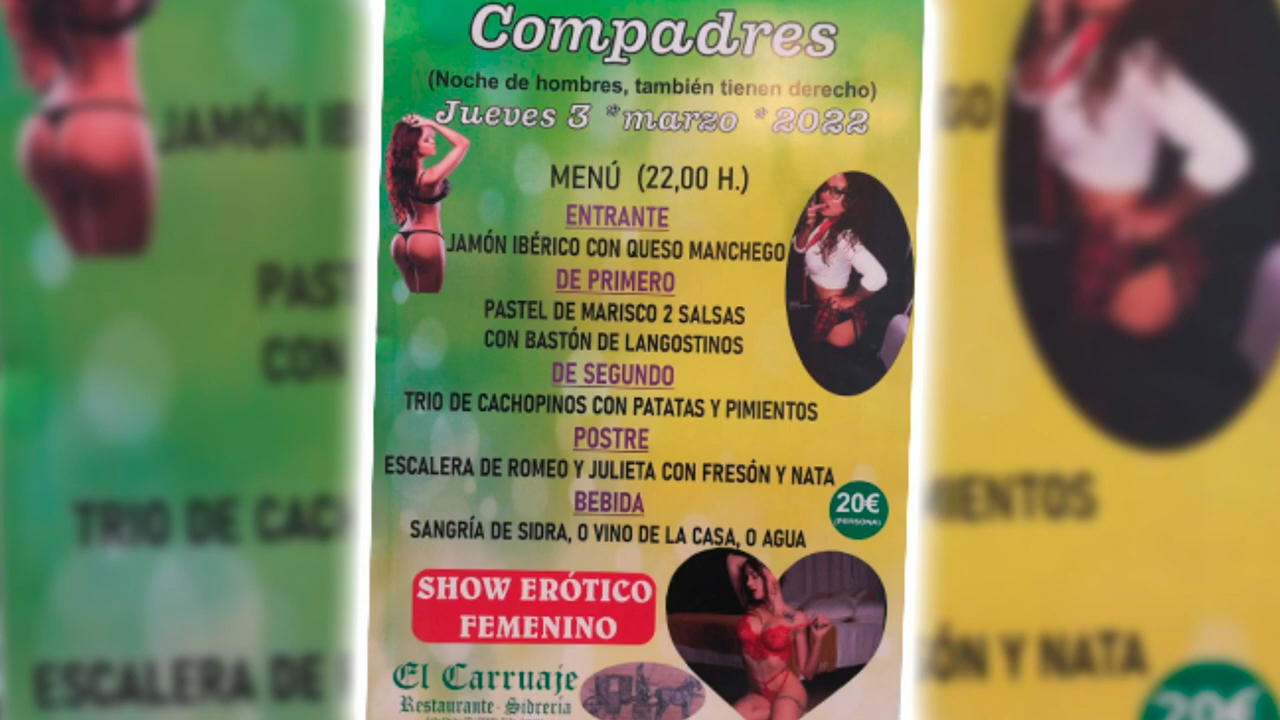 Compadres
(Noche de hombres, también tienen derecho)
Jueves 3 *marzo *2022
MENÚ (22,00 H.)
ENTRANTE
JAMÓN IBÉRICO CON QUESO MANCHEGO
DE PRIMERO
PASTEL DE MARISCO 2 SALSAS
CON BASTÓN DE LANGOSTINOS
DE SEGUNDO
TRIO DE CACHOPINOS CON PATATAS Y PIMIENTOS
POSTRE
ESCALERA DE ROMEO Y JULIETA CON FRESÓN Y NATA
20€
(PERSONA)
BEBIDA
SANGRÍA DE SIDRA, O VINO DE LA CASA, O AGUA
SHOW ERÓTICO
FEMENINO
El Carruaje
Restaurante-Sidrería